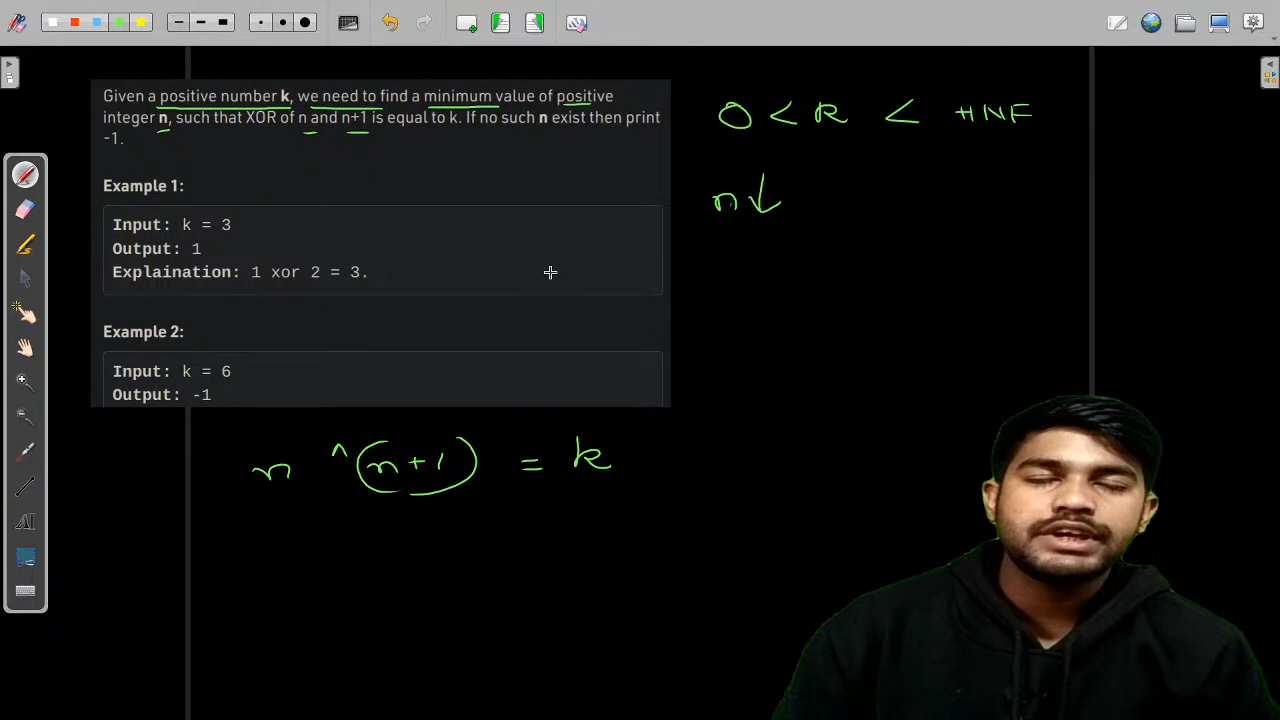 Given a positive number k, we need to find a minimum value of positive
integer n, such that XOR of n and n+1 is equal to k. If no such n exist then print
-1.
Example 1:
Input: k = 3
Output: 1
Explaination: 1 xor 2 = 3.
Example 2:
Input: k = 6
Output: -1
0 < k <
n ↓
n ^ (n+1) = k